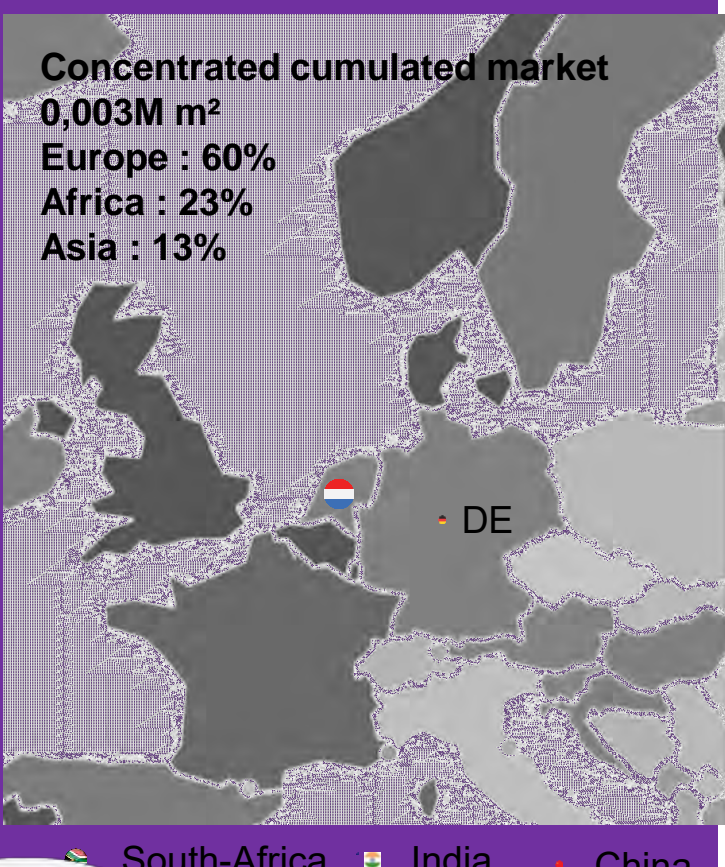 Concentrated cumulated market
0,003M m²
Europe : 60%
Africa : 23%
Asia : 13%
DE
South-Africa India China